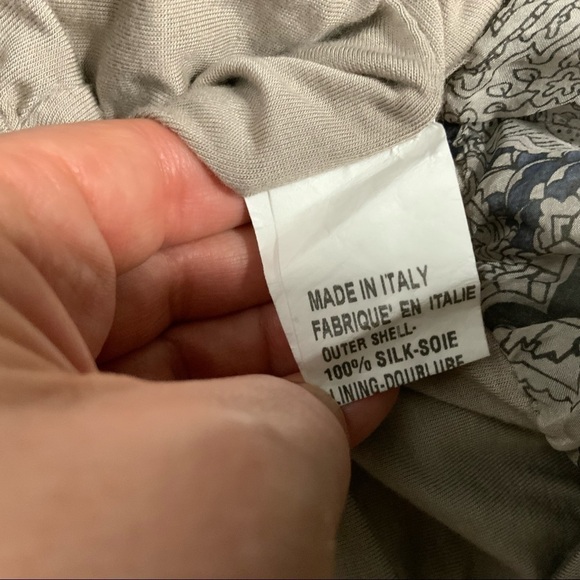 MADE IN ITALY
FABRIQUE' EN ITALIE
OUTER SHELL-
100% SILK-SOIE
LINING-DOUBLURE